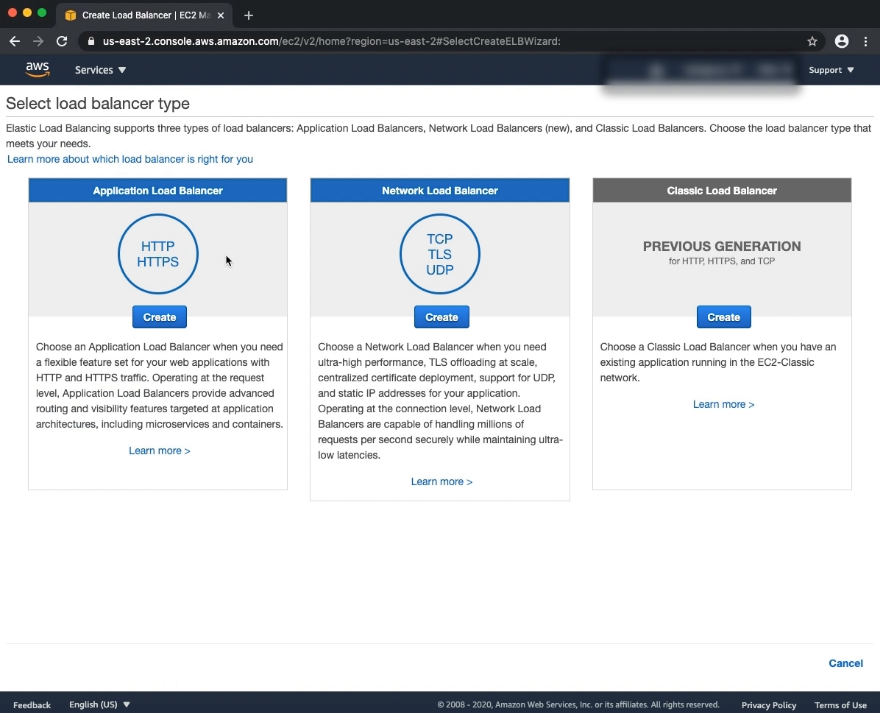 Create Load Balancer | EC2 Ma
us-east-2.console.aws.amazon.com/ec2/v2/home?region=us-east-2#SelectCreateELBWizard:
aws Services Support
Select load balancer type
Elastic Load Balancing supports three types of load balancers: Application Load Balancers, Network Load Balancers (new), and Classic Load Balancers. Choose the load balancer type that
meets your needs.
Learn more about which load balancer is right for you
Application Load Balancer
HTTP
HTTPS
Create
Choose an Application Load Balancer when you need
a flexible feature set for your web applications with
HTTP and HTTPS traffic. Operating at the request
level, Application Load Balancers provide advanced
routing and visibility features targeted at application
architectures, including microservices and containers.
Learn more >
Network Load Balancer
TCP
TLS
UDP
Create
Choose a Network Load Balancer when you need
ultra-high performance, TLS offloading at scale,
centralized certificate deployment, support for UDP,
and static IP addresses for your application.
Operating at the connection level, Network Load
Balancers are capable of handling millions of
requests per second securely while maintaining ultra-
low latencies.
Learn more >
Classic Load Balancer
PREVIOUS GENERATION
for HTTP, HTTPS, and TCP
Create
Choose a Classic Load Balancer when you have an
existing application running in the EC2-Classic
network.
Learn more >
Cancel
Feedback English (US) © 2008 - 2020, Amazon Web Services, Inc. or its affiliates. All rights reserved. Privacy Policy Terms of Use